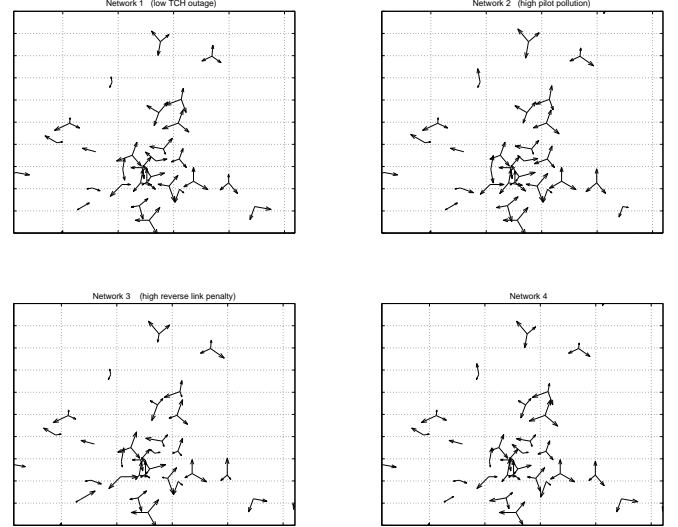 Network 1 (low TCH outage)
Network 2 (high pilot pollution)
Network 3 (high reverse link penalty)
Network 4